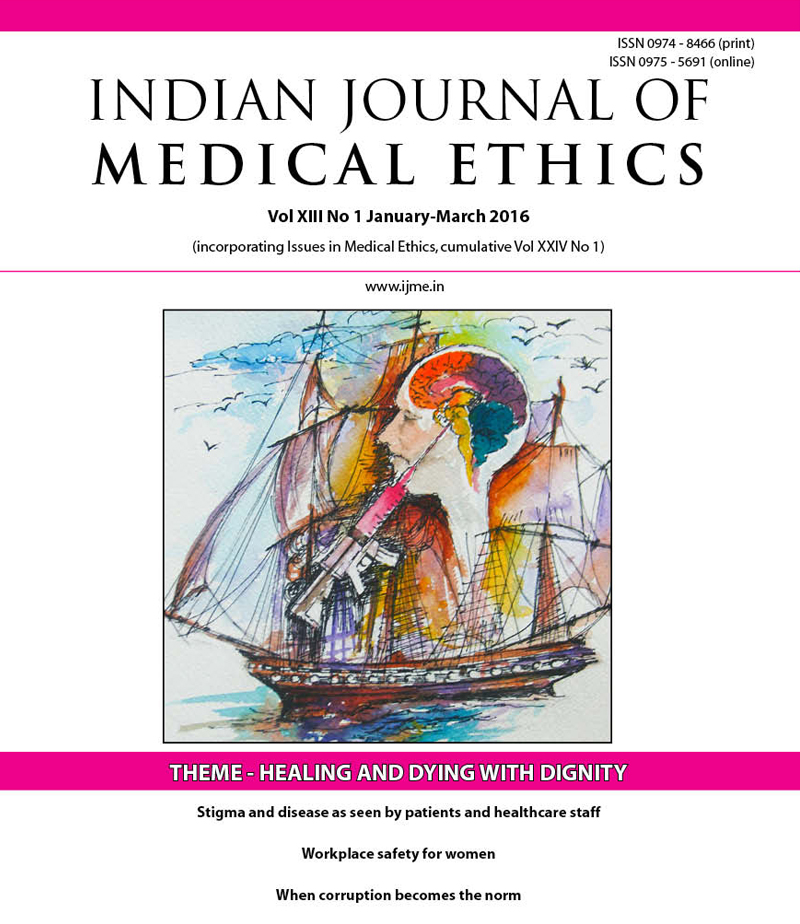 ISSN 0974 - 8466 (print)
ISSN 0975 - 5691 (online)
INDIAN JOURNAL OF
MEDICAL ETHICS
Vol XIII No 1 January-March 2016
(incorporating Issues in Medical Ethics, cumulative Vol XXIV No 1)
www.ijme.in
THEME - HEALING AND DYING WITH DIGNITY
Stigma and disease as seen by patients and healthcare staff
Workplace safety for women
When corruption becomes the norm